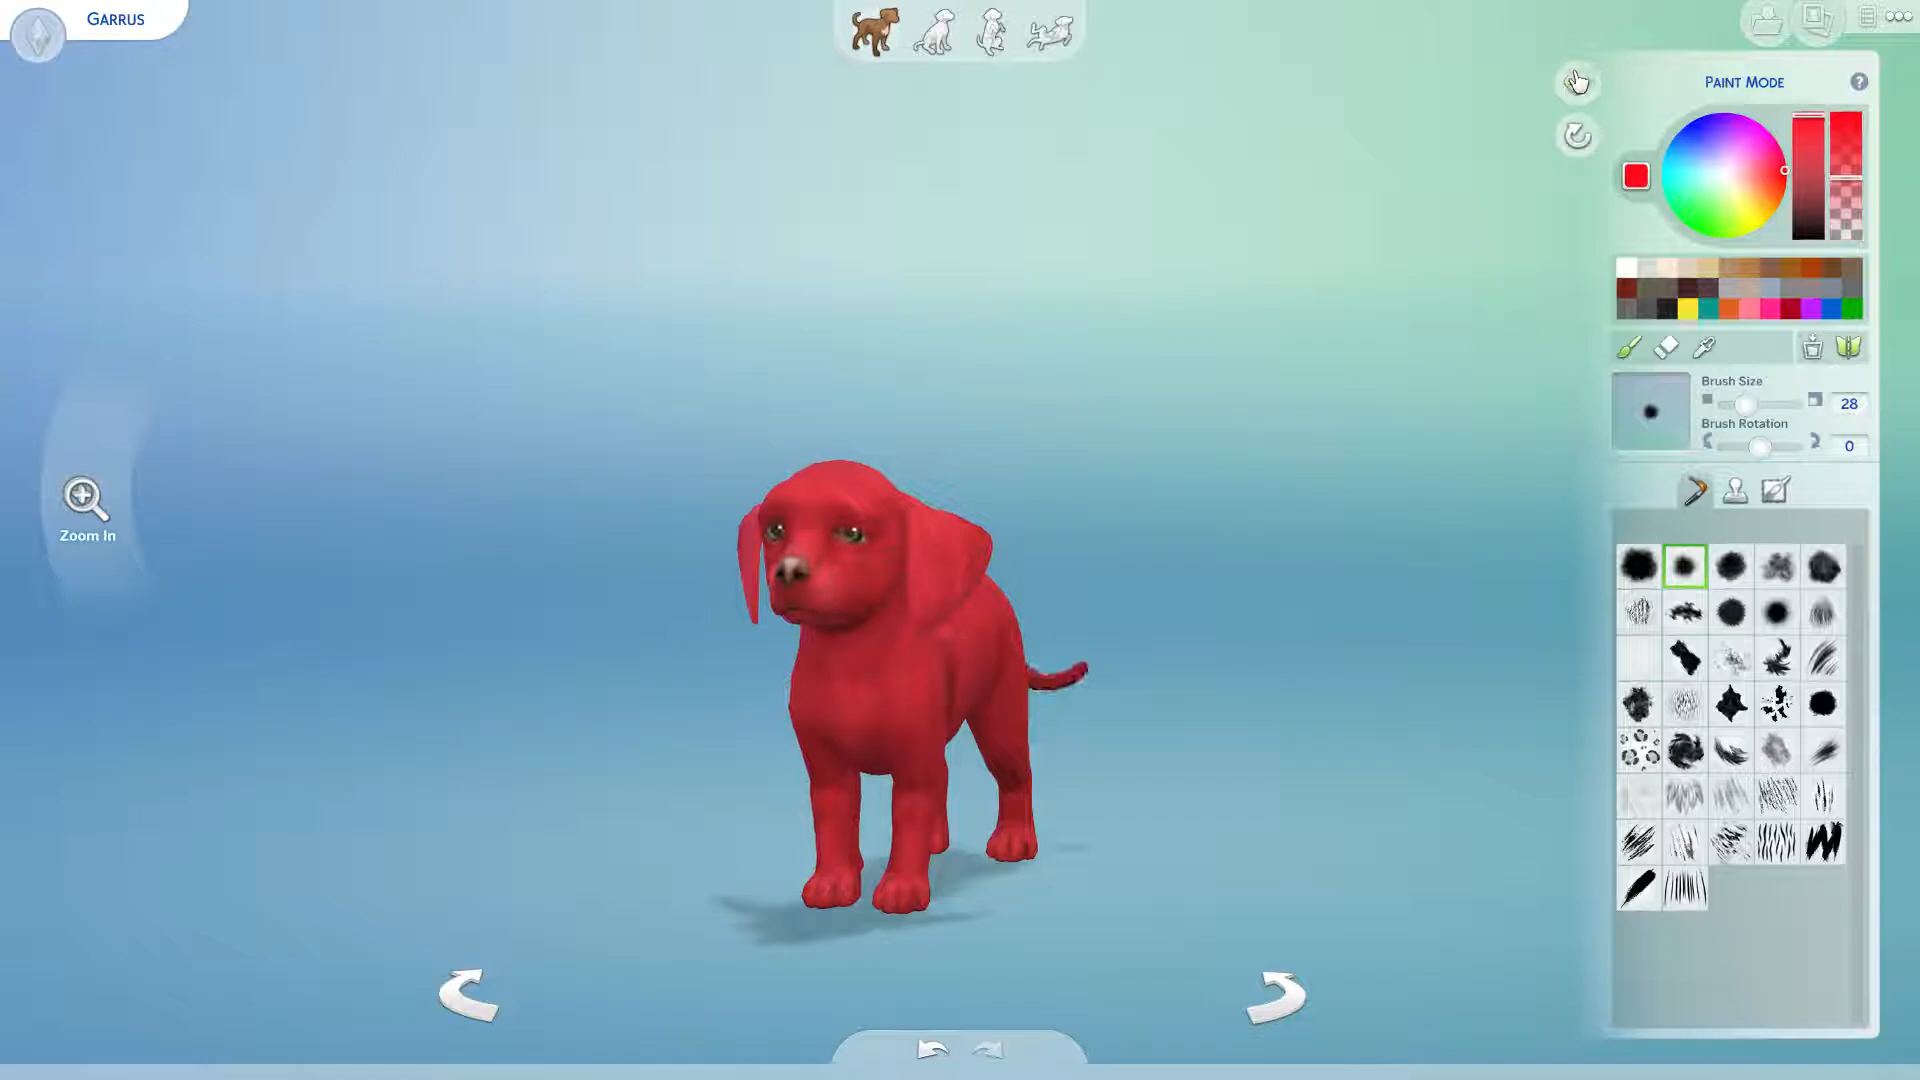 GARRUS
PAINT MODE
?
Brush Size
28
Brush Rotation
0
Zoom In